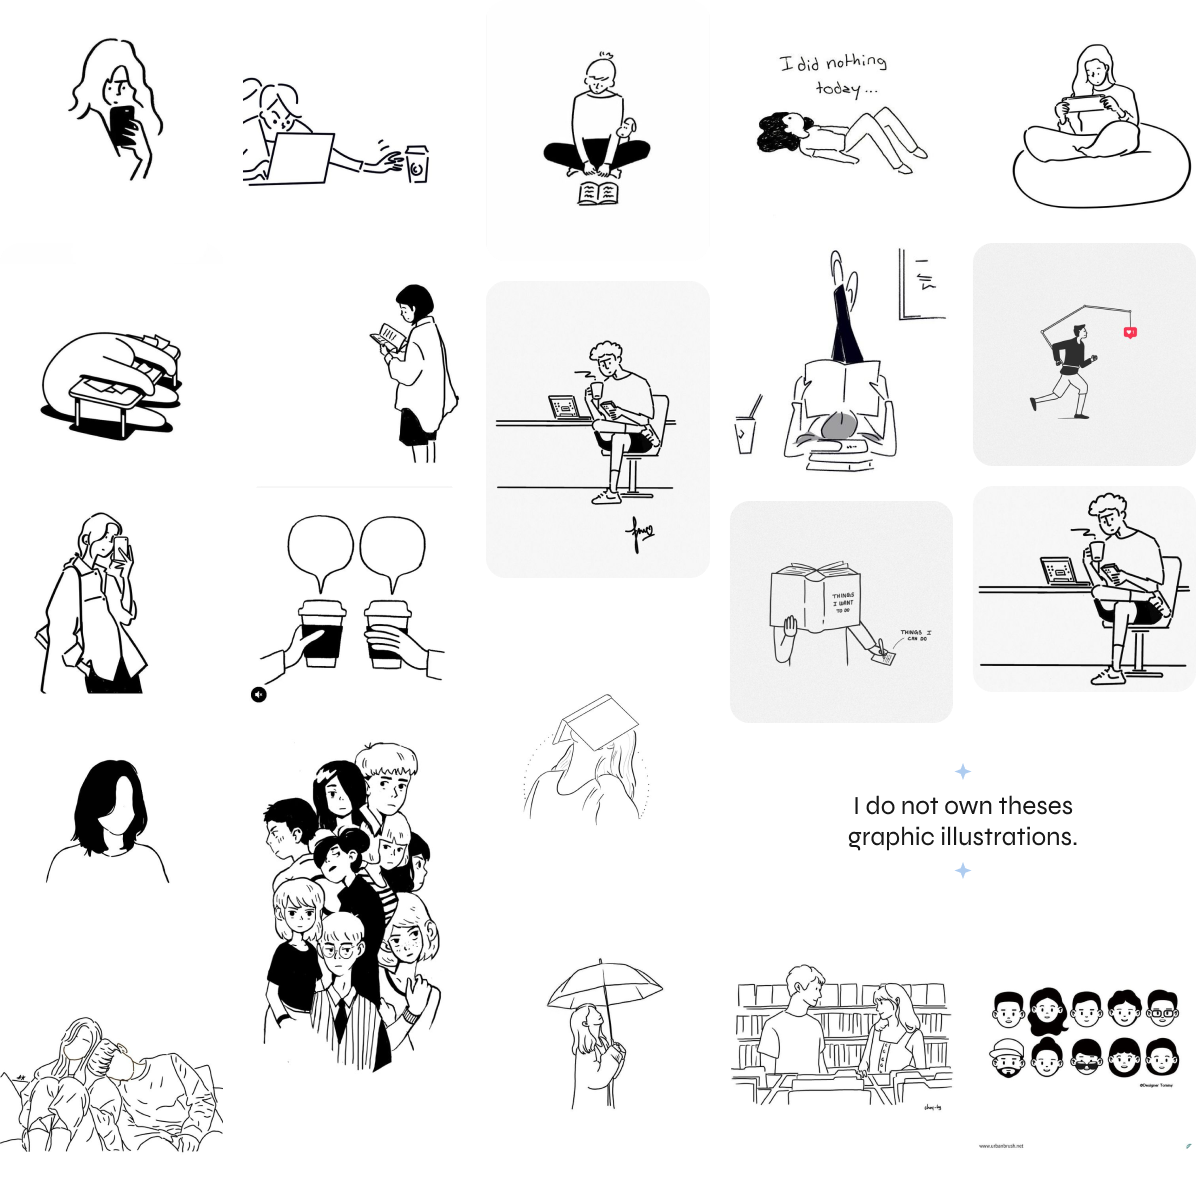 I did nothing
today...
THINGS
I WANT
TO DO
THINGS I
CAN DO
I do not own theses
graphic illustrations.
@Designer Tommy
www.urbanbrush.net